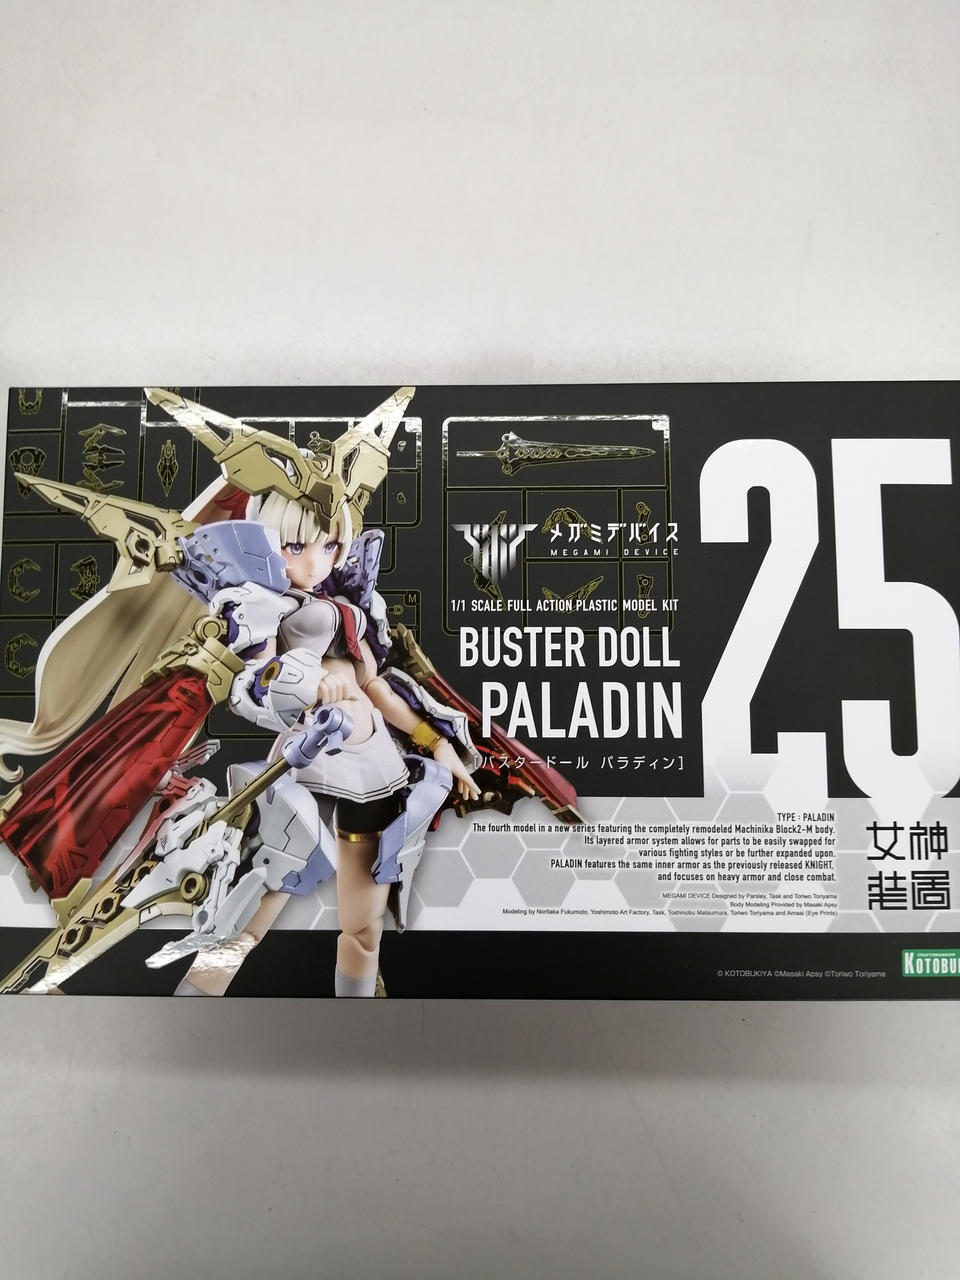 25
メガミデバイス
MEGAMI DEVICE
1/1 SCALE FULL ACTION PLASTIC MODEL KIT
BUSTER DOLL
PALADIN
[バスタードール パラディン]
TYPE : PALADIN
The fourth model in a new series featuring the completely remodeled Machinika Block2-M body.
Its layered armor system allows for parts to be easily swapped for
various fighting styles or be further expanded upon.
PALADIN features the same inner armor as the previously released KNIGHT,
and focuses on heavy armor and close combat.
MEGAMI DEVICE Designed by Parsley, Task and Toriwo Toriyama
Body Modeling Provided by Masaki Apsy
Modeling by Noritaka Fukumoto, Yoshimoto Art Factory, Task, Toshinobu Matsumura, Toriwo Toriyama and Amaai (Eye Prints)
女神
装置
© KOTOBUKIYA ©Masaki Apsy ©Toriwo Toriyama
CRAFTSMANSHIP
KOTOBU
M